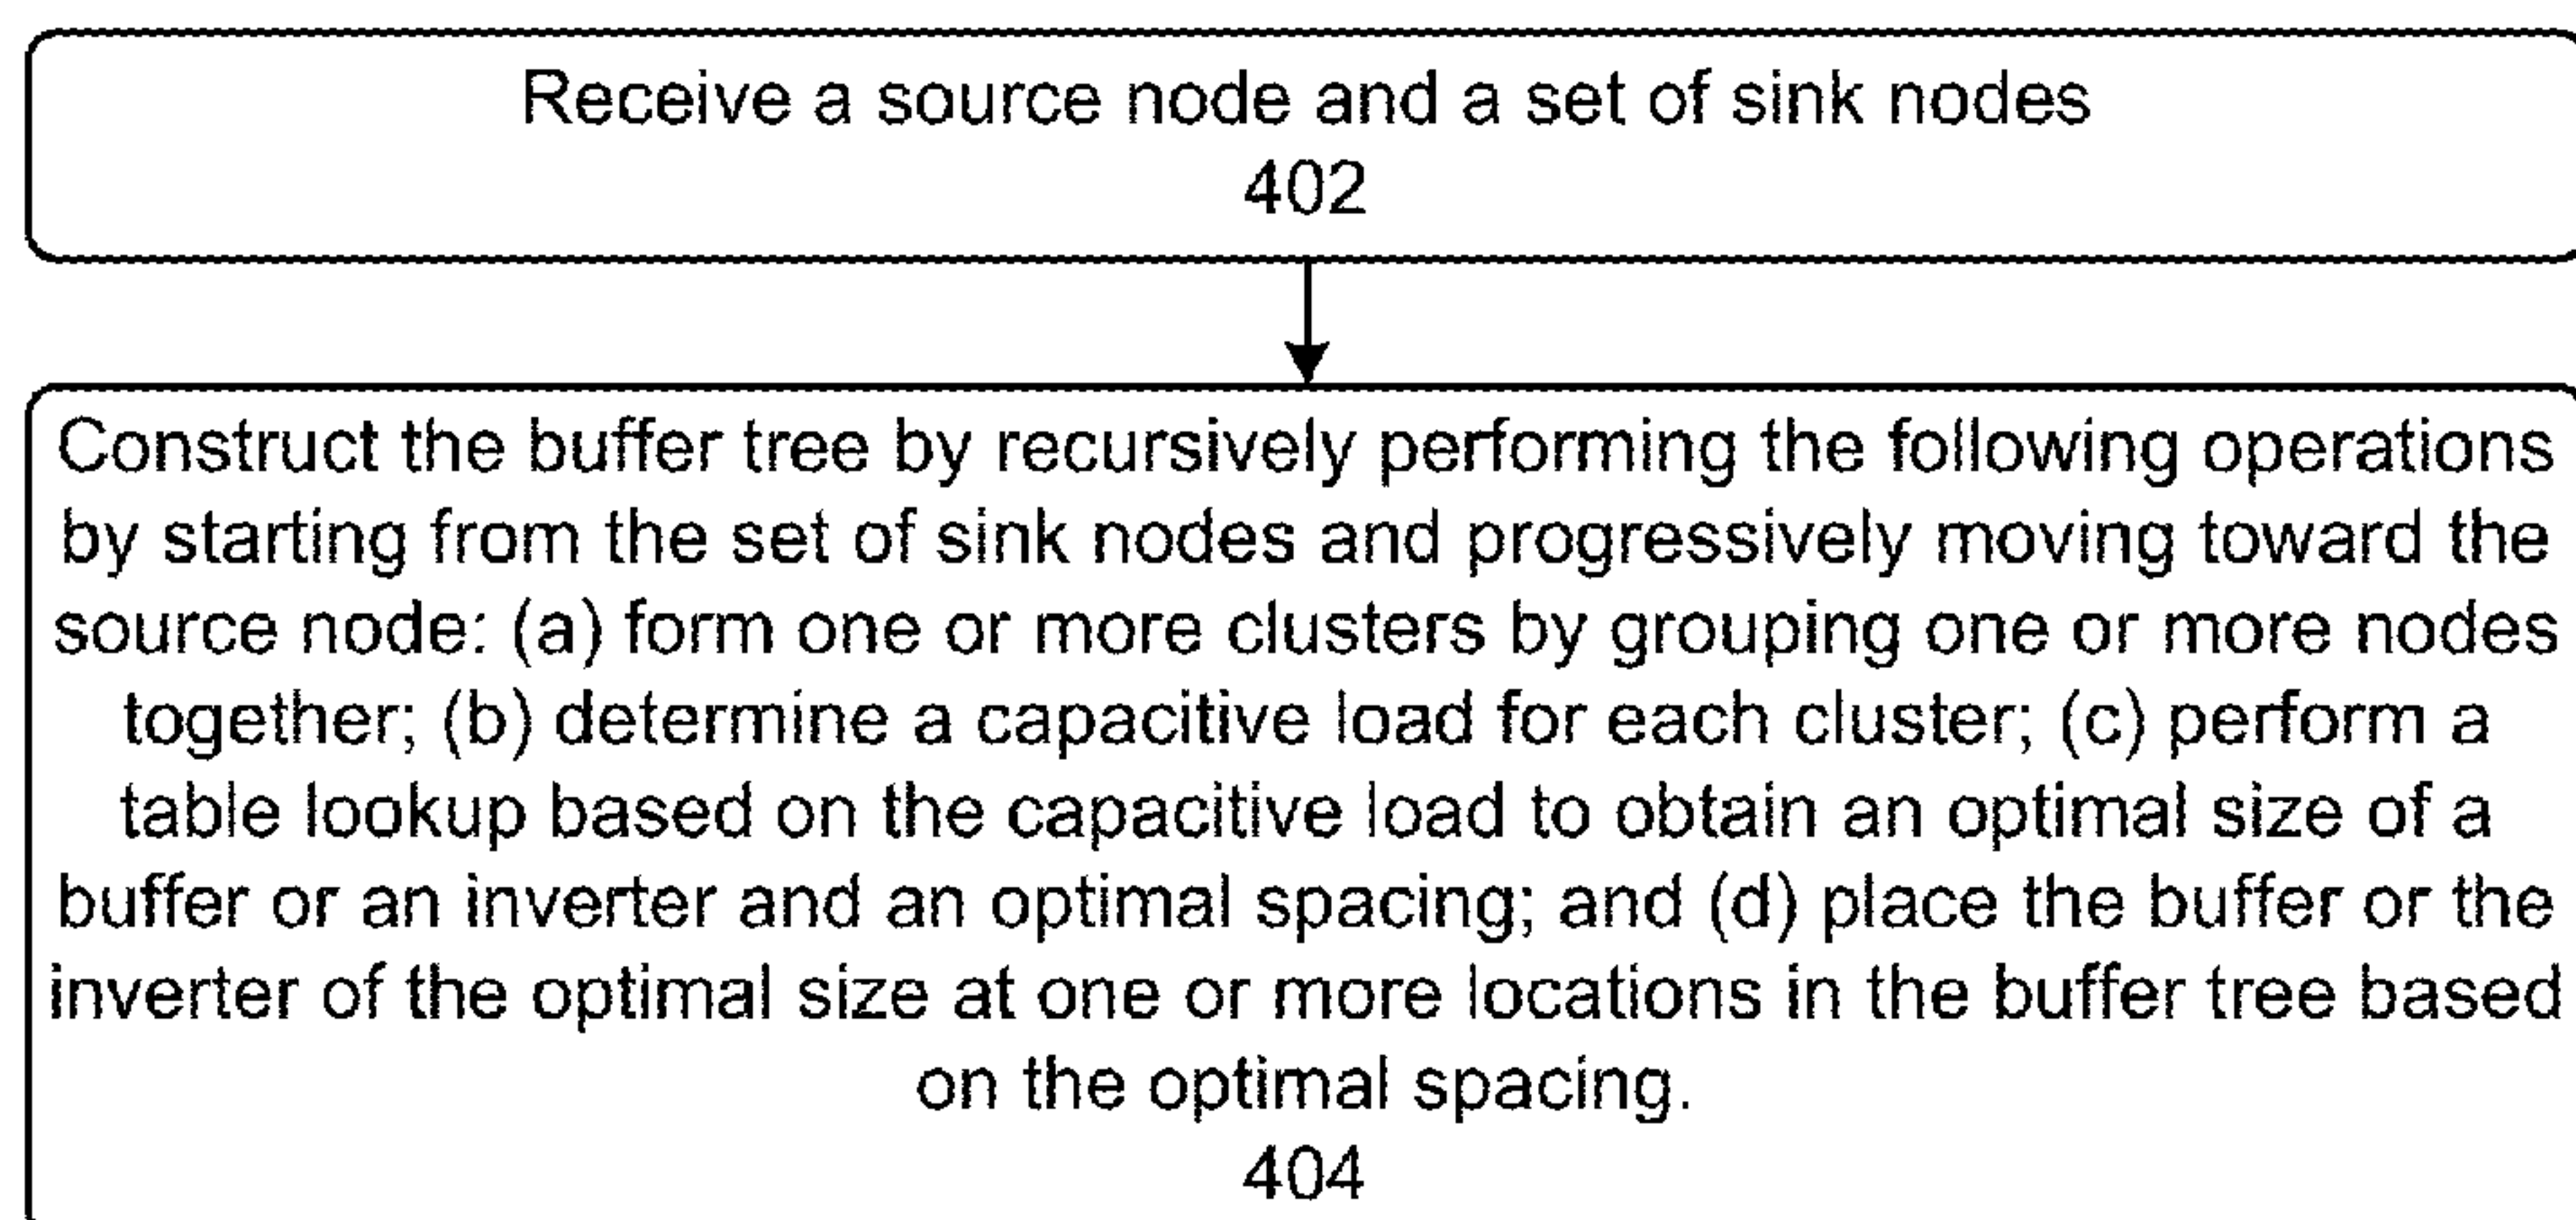 Receive a source node and a set of sink nodes
402
Construct the buffer tree by recursively performing the following operations
by starting from the set of sink nodes and progressively moving toward the
source node: (a) form one or more clusters by grouping one or more nodes
together; (b) determine a capacitive load for each cluster; (c) perform a
table lookup based on the capacitive load to obtain an optimal size of a
buffer or an inverter and an optimal spacing; and (d) place the buffer or the
inverter of the optimal size at one or more locations in the buffer tree based
on the optimal spacing.
404